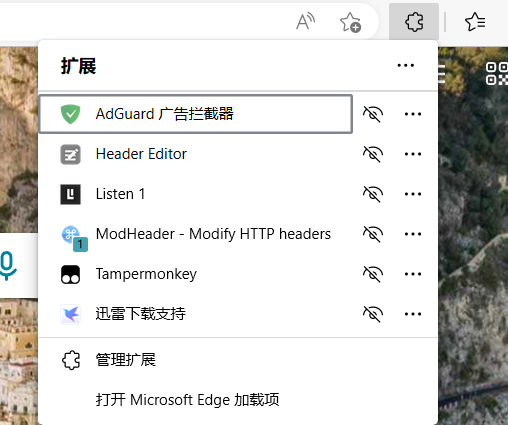 扩展
AdGuard 广告拦截器
Header Editor
Listen 1
ModHeader - Modify HTTP headers
1
Tampermonkey
迅雷下载支持
管理扩展
打开 Microsoft Edge 加载项